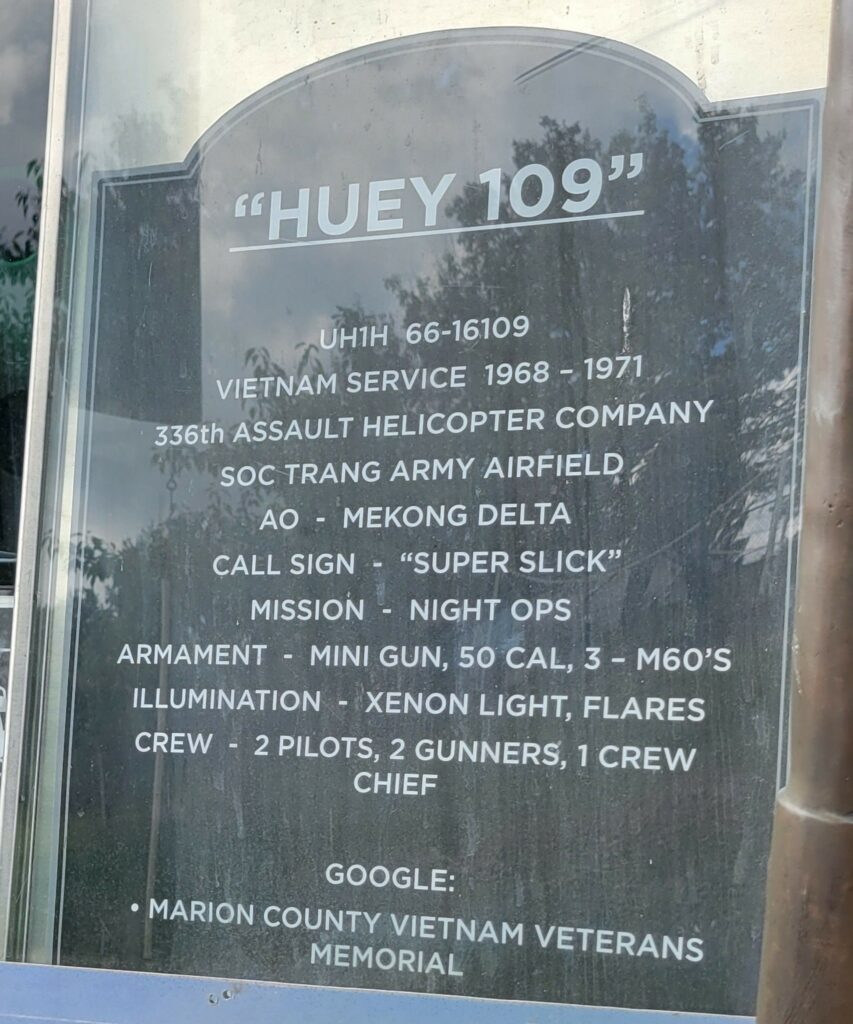 “HUEY 109”
UH1H 66-16109
VIETNAM SERVICE 1968 – 1971
336th ASSAULT HELICOPTER COMPANY
SOC TRANG ARMY AIRFIELD
AO - MEKONG DELTA
CALL SIGN - “SUPER SLICK”
MISSION - NIGHT OPS
ARMAMENT - MINI GUN, 50 CAL, 3 – M60’S
ILLUMINATION - XENON LIGHT, FLARES
CREW - 2 PILOTS, 2 GUNNERS, 1 CREW
CHIEF
GOOGLE:
• MARION COUNTY VIETNAM VETERANS
MEMORIAL